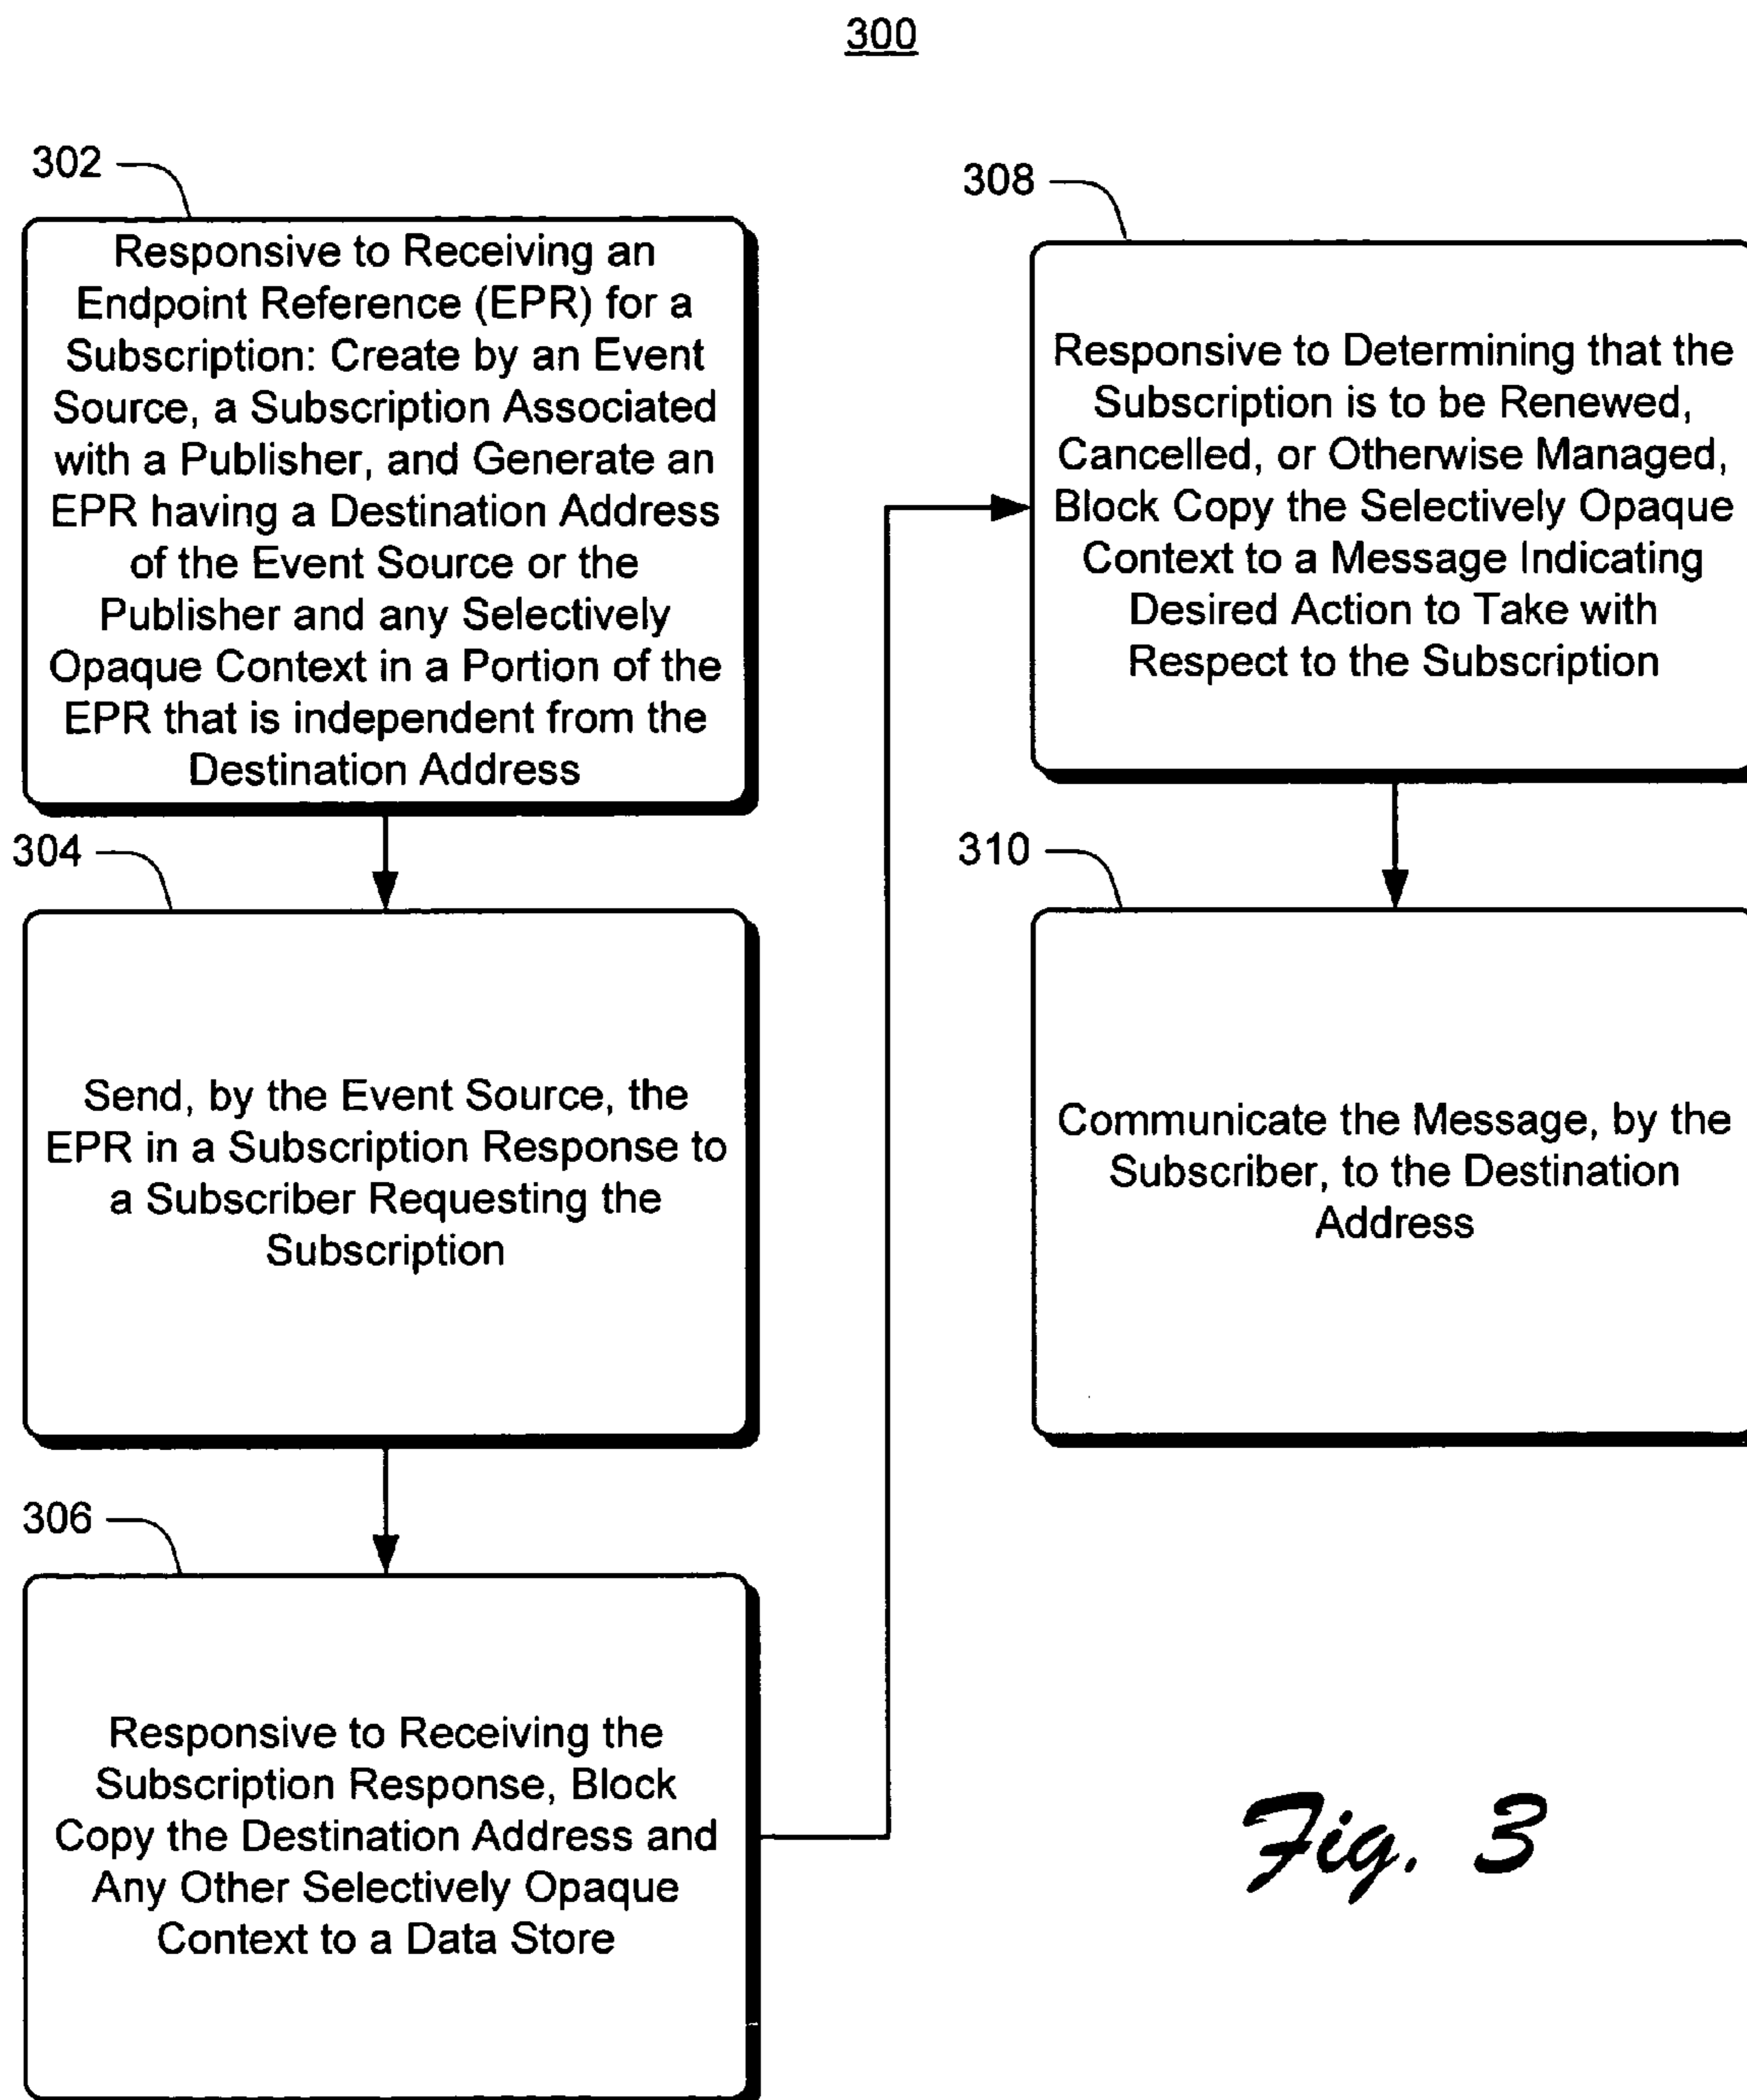 300
302
Responsive to Receiving an
Endpoint Reference (EPR) for a
Subscription: Create by an Event
Source, a Subscription Associated
with a Publisher, and Generate an
EPR having a Destination Address
of the Event Source or the
Publisher and any Selectively
Opaque Context in a Portion of the
EPR that is independent from the
Destination Address
304
Send, by the Event Source, the
EPR in a Subscription Response to
a Subscriber Requesting the
Subscription
306
Responsive to Receiving the
Subscription Response, Block
Copy the Destination Address and
Any Other Selectively Opaque
Context to a Data Store
308
Responsive to Determining that the
Subscription is to be Renewed,
Cancelled, or Otherwise Managed,
Block Copy the Selectively Opaque
Context to a Message Indicating
Desired Action to Take with
Respect to the Subscription
310
Communicate the Message, by the
Subscriber, to the Destination
Address
Fig. 3